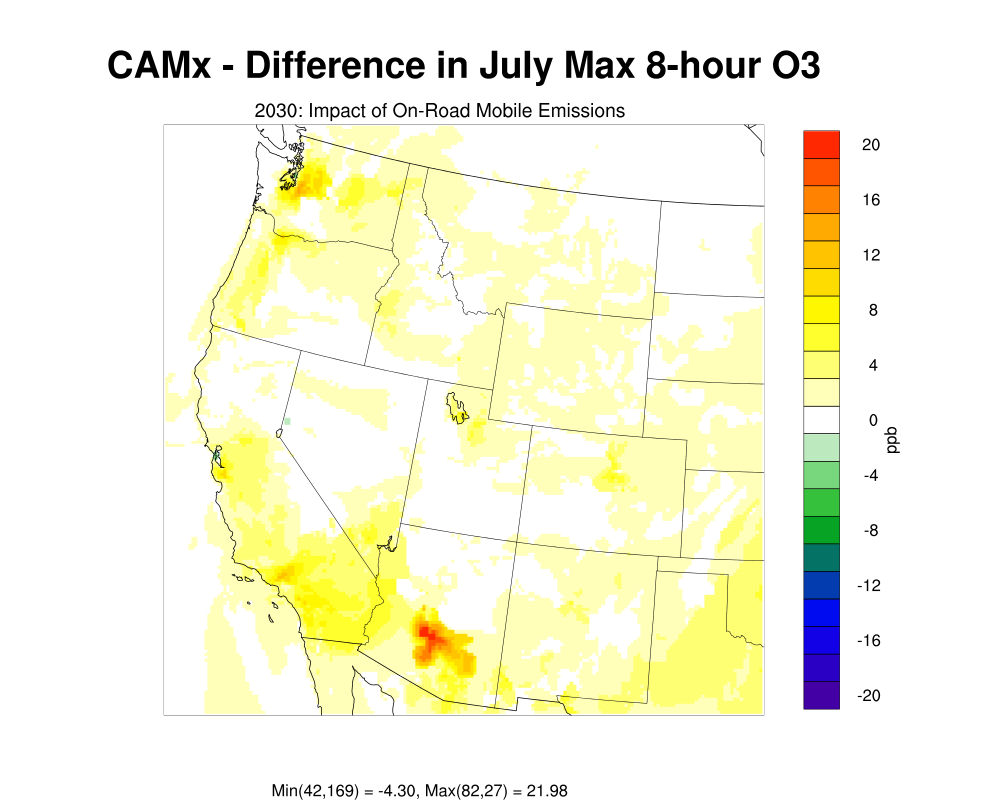 CAMx - Difference in July Max 8-hour O3
2030: Impact of On-Road Mobile Emissions
20
16
12
8
4
0
-4
-8
-12
-16
-20
ppb
Min(42,169) = -4.30, Max(82,27) = 21.98